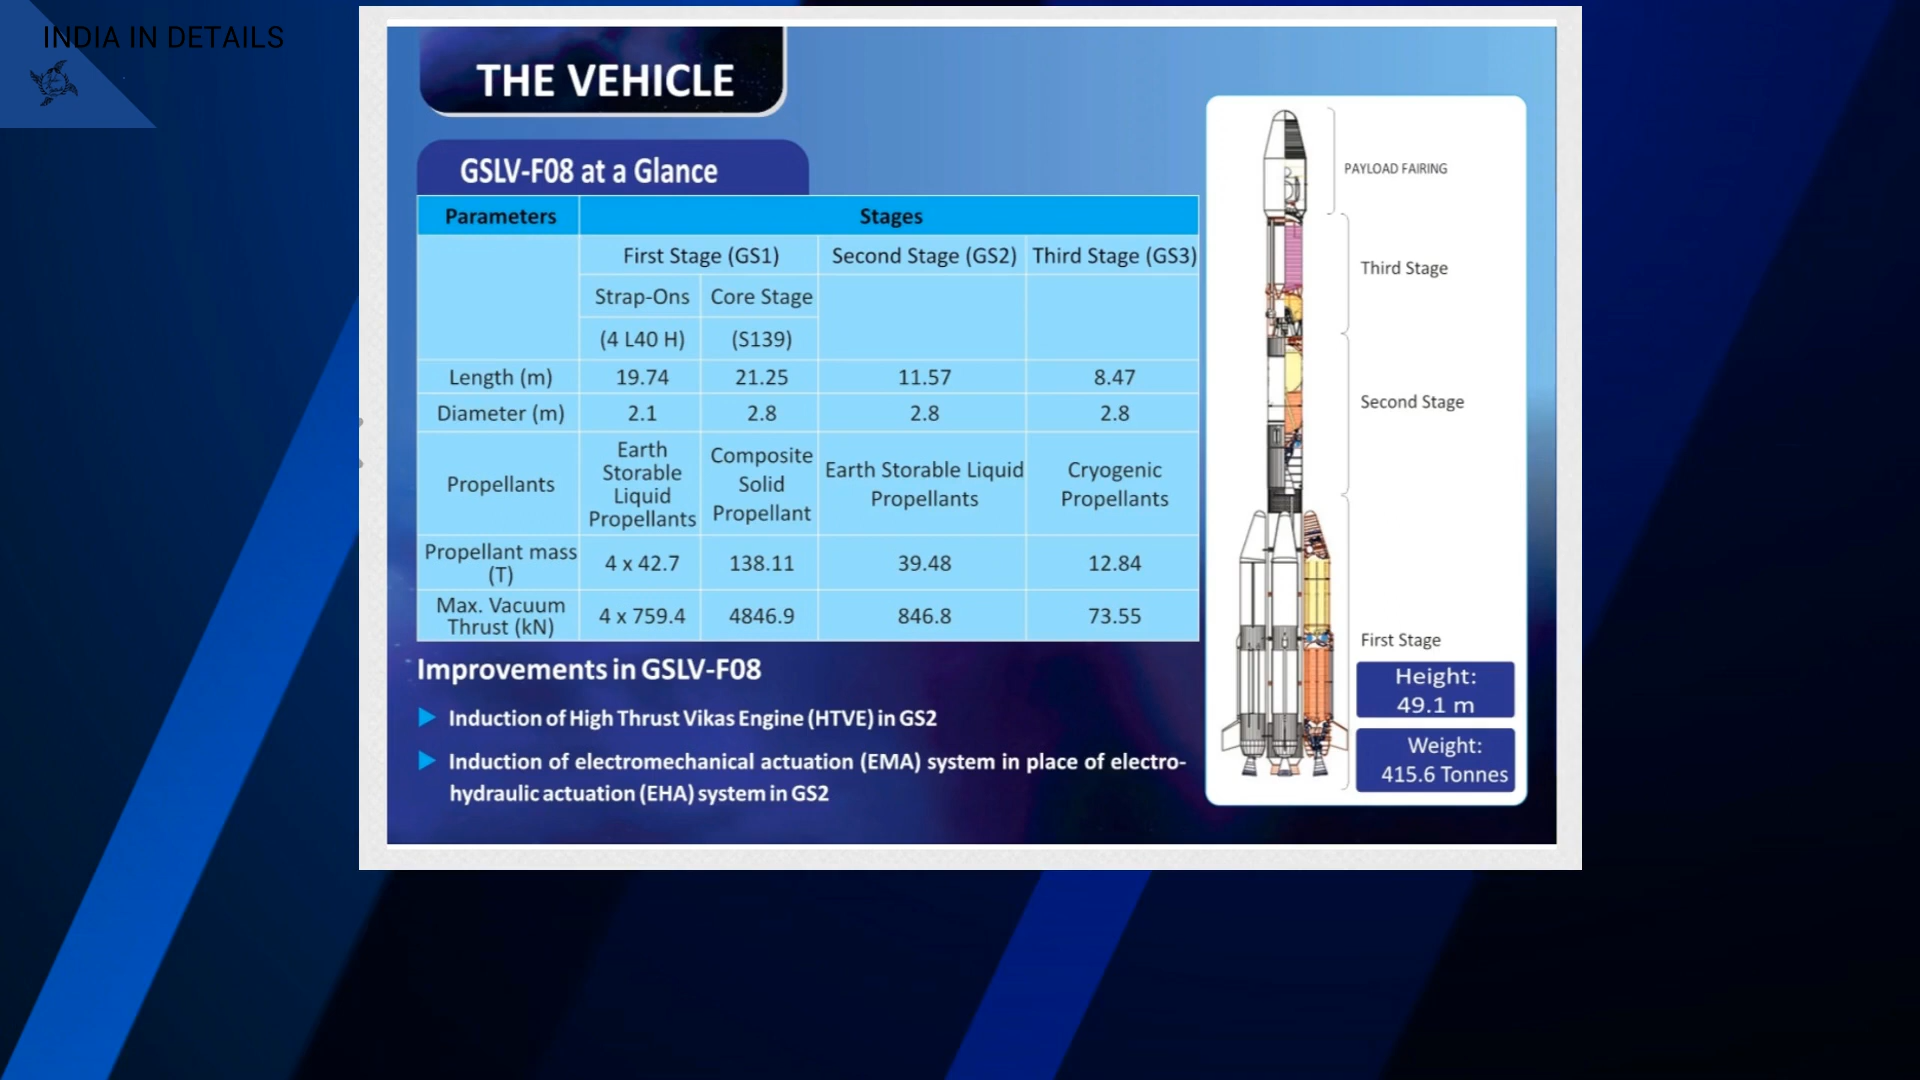 INDIA IN DETAILS
THE VEHICLE
GSLV-F08 at a Glance
Parameters Stages
First Stage (GS1) Second Stage (GS2) Third Stage (GS3)
Strap-Ons Core Stage
(4 L40 H) (S139)
Length (m) 19.74 21.25 11.57 8.47
Diameter (m) 2.1 2.8 2.8 2.8
Propellants
Earth
Storable
Liquid
Propellants
Composite
Solid
Propellant
Earth Storable Liquid
Propellants
Cryogenic
Propellants
Propellant mass
(T)
4 x 42.7 138.11 39.48 12.84
Max. Vacuum
Thrust (kN)
4 x 759.4 4846.9 846.8 73.55
Improvements in GSLV-F08
Induction of High Thrust Vikas Engine (HTVE) in GS2
Induction of electromechanical actuation (EMA) system in place of electro-
hydraulic actuation (EHA) system in GS2
PAYLOAD FAIRING
Third Stage
Second Stage
First Stage
Height:
49.1 m
Weight:
415.6 Tonnes